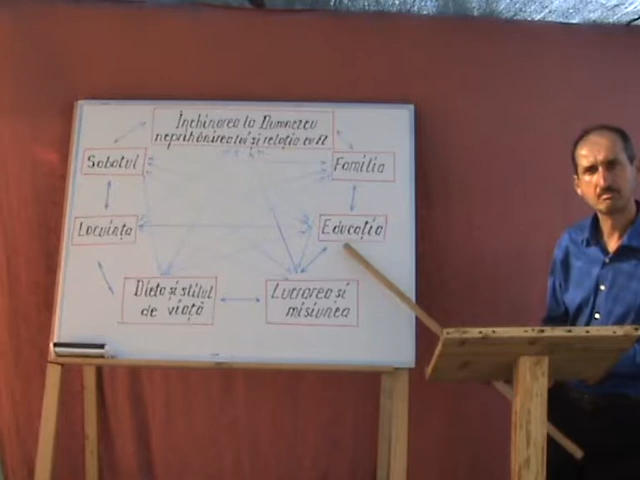 Închinarea la Dumnezeu
neprihănirea Lui și relația cu El
Sabatul
Familia
Locuința
Educația
Dieta și stilul
de viață
Lucrarea și
misiunea